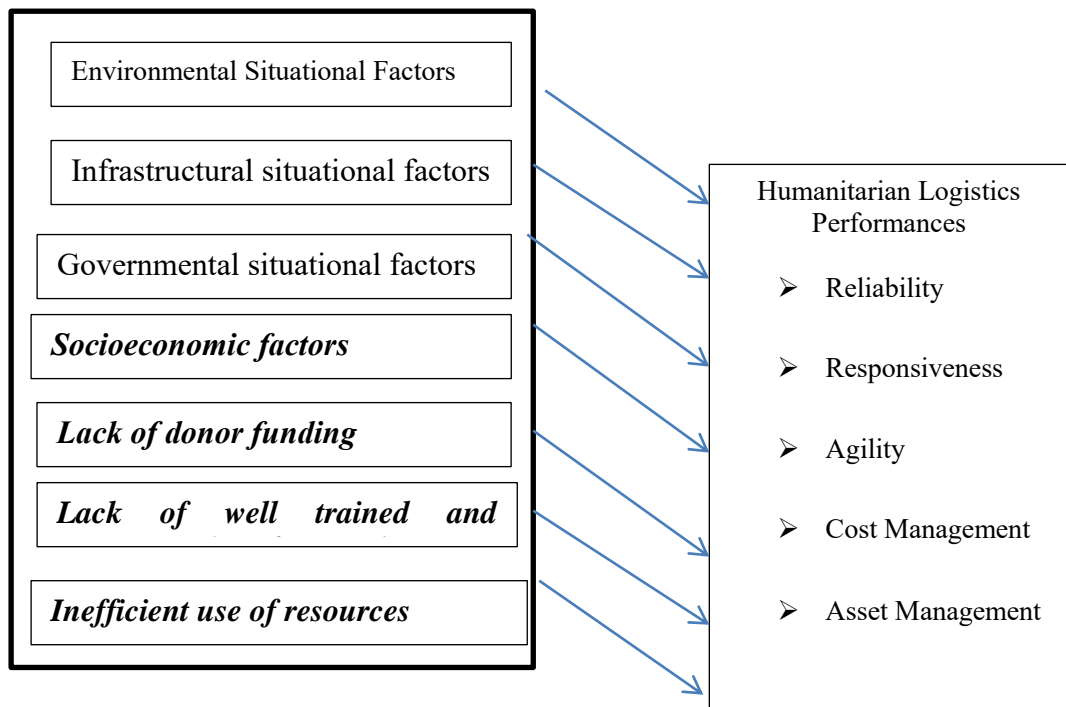 Environmental Situational Factors
Infrastructural situational factors
Governmental situational factors
Socioeconomic factors
Lack of donor funding
Lack of well trained and
Inefficient use of resources
Humanitarian Logistics
Performances
➢ Reliability
➢ Responsiveness
➢ Agility
➢ Cost Management
➢ Asset Management